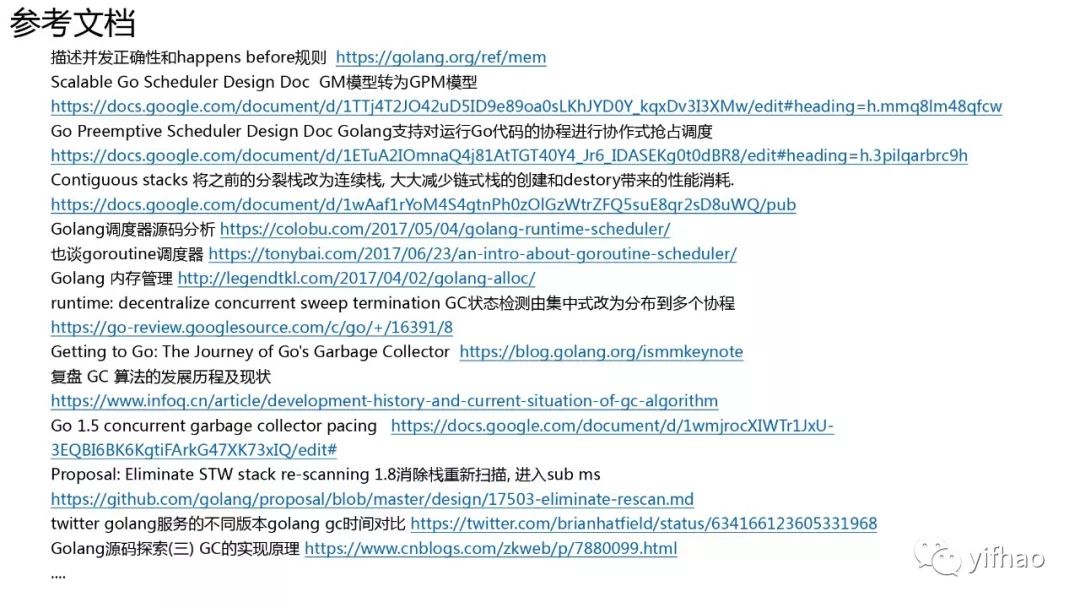 参考文档
描述并发正确性和happens before规则 https://golang.org/ref/mem
Scalable Go Scheduler Design Doc GM模型转为GPM模型
https://docs.google.com/document/d/1TTj4T2JO42uD5ID9e89oa0sLKhJYD0Y_kqxDv3I3XMw/edit#heading=h.mmq8lm48qfcw
Go Preemptive Scheduler Design Doc Golang支持对运行Go代码的协程进行协作式抢占调度
https://docs.google.com/document/d/1ETuA2IOmnaQ4j81AtTGT40Y4_Jr6_IDASEKg0t0dBR8/edit#heading=h.3pilqarbrc9h
Contiguous stacks 将之前的分裂栈改为连续栈, 大大减少链式栈的创建和destory带来的性能消耗.
https://docs.google.com/document/d/1wAaf1rYoM4S4gtnPh0zOlGzWtrZFQ5suE8qr2sD8uWQ/pub
Golang调度器源码分析 https://colobu.com/2017/05/04/golang-runtime-scheduler/
也谈goroutine调度器 https://tonybai.com/2017/06/23/an-intro-about-goroutine-scheduler/
Golang 内存管理 http://legendtkl.com/2017/04/02/golang-alloc/
runtime: decentralize concurrent sweep termination GC状态检测由集中式改为分布到多个协程
https://go-review.googlesource.com/c/go/+/16391/8
Getting to Go: The Journey of Go's Garbage Collector https://blog.golang.org/ismmkeynote
复盘 GC 算法的发展历程及现状
https://www.infoq.cn/article/development-history-and-current-situation-of-gc-algorithm
Go 1.5 concurrent garbage collector pacing https://docs.google.com/document/d/1wmjrocXIWTr1JxU-
3EQBI6BK6KgtiFArkG47XK73xIQ/edit#
Proposal: Eliminate STW stack re-scanning 1.8消除栈重新扫描, 进入sub ms
https://github.com/golang/proposal/blob/master/design/17503-eliminate-rescan.md
twitter golang服务的不同版本golang gc时间对比 https://twitter.com/brianhatfield/status/634166123605331968
Golang源码探索(三) GC的实现原理 https://www.cnblogs.com/zkweb/p/7880099.html
....
yifhao